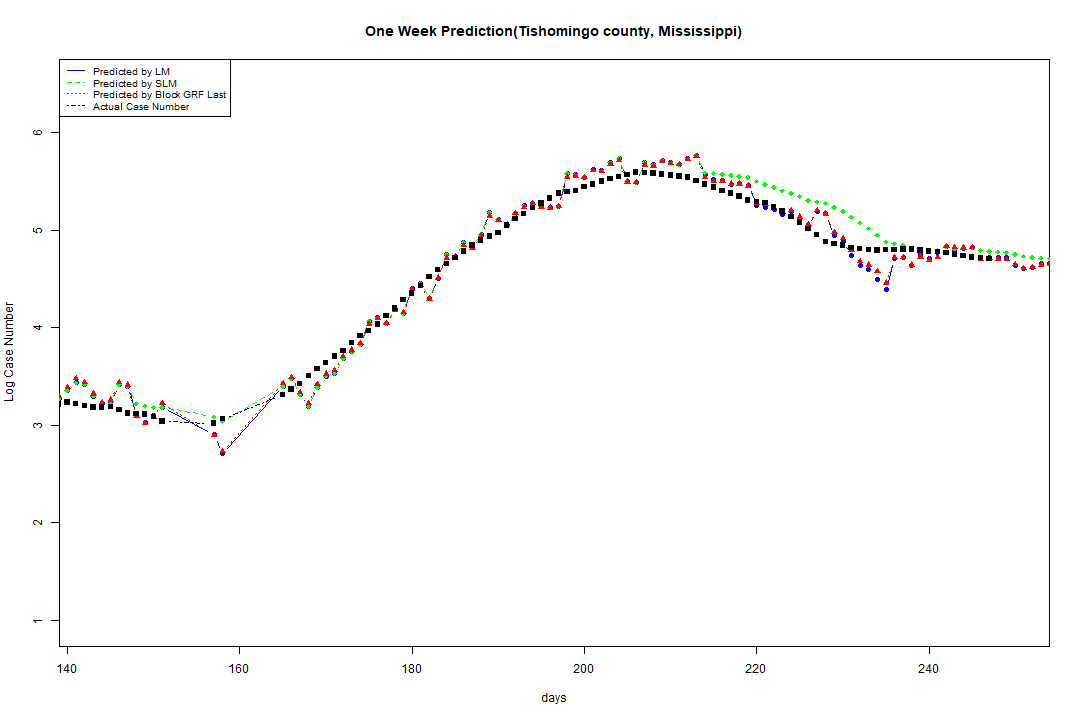 One Week Prediction(Tishomingo county, Mississippi)
Predicted by LM
Predicted by SLM
Predicted by Block GRF Last
Actual Case Number
6
5
4
3
2
1
Log Case Number
140 160 180 200 220 240
days